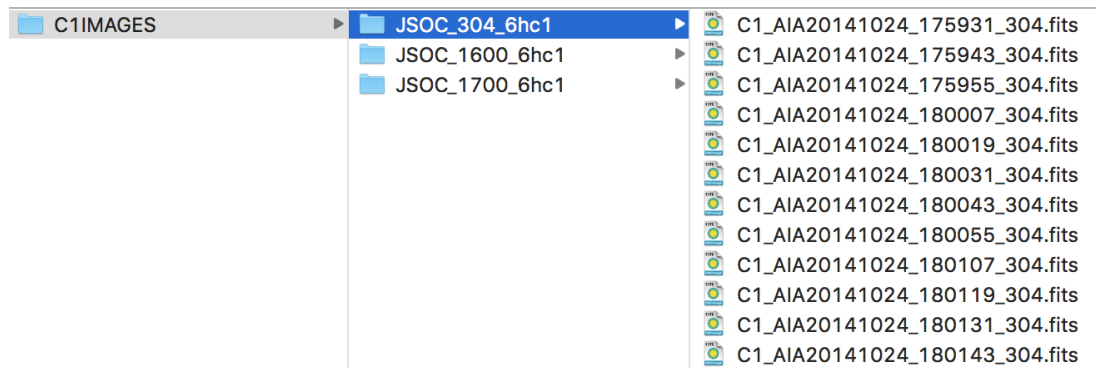 C1IMAGES
JSOC_304_6hc1
JSOC_1600_6hc1
JSOC_1700_6hc1
C1_AIA20141024_175931_304.fits
C1_AIA20141024_175943_304.fits
C1_AIA20141024_175955_304.fits
C1_AIA20141024_180007_304.fits
C1_AIA20141024_180019_304.fits
C1_AIA20141024_180031_304.fits
C1_AIA20141024_180043_304.fits
C1_AIA20141024_180055_304.fits
C1_AIA20141024_180107_304.fits
C1_AIA20141024_180119_304.fits
C1_AIA20141024_180131_304.fits
C1_AIA20141024_180143_304.fits